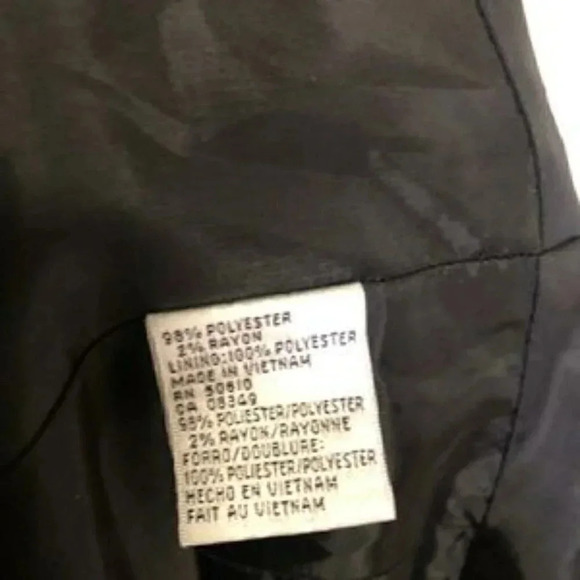 98% POLYESTER
2% RAYON
LINING:100% POLYESTER
MADE IN VIETNAM
RN 50610
CA 08349
98% POLIESTER/POLYESTER
2% RAYON/RAYONNE
FORRO/DOUBLURE:
100% POLIESTER/POLYESTER
HECHO EN VIETNAM
FAIT AU VIETNAM